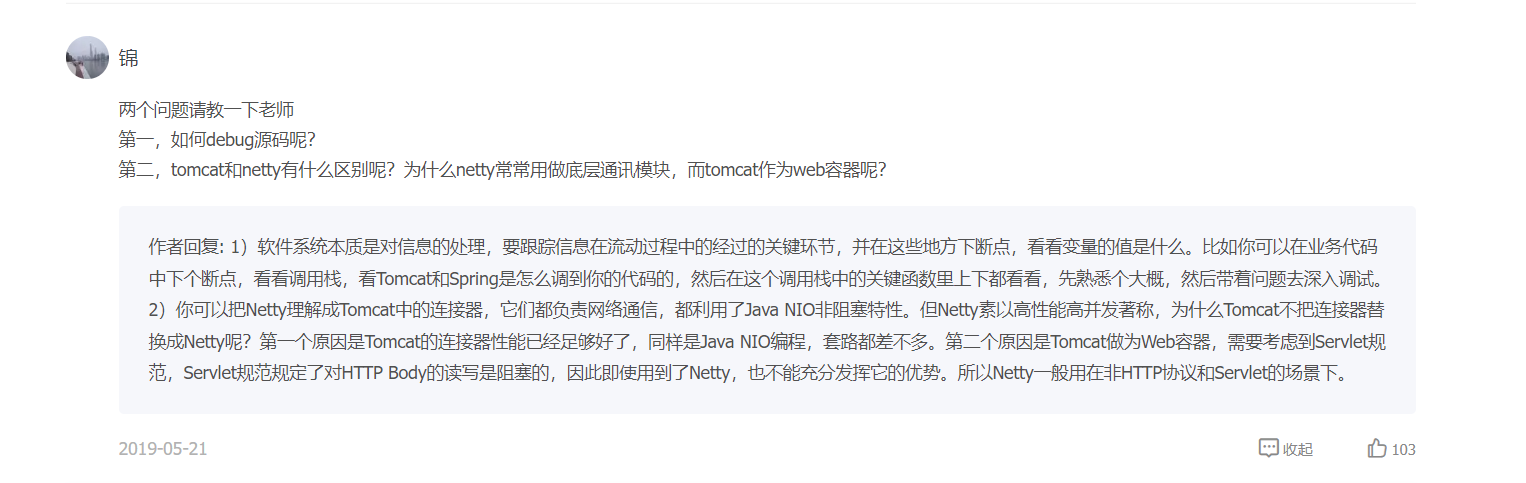 锦
两个问题请教一下老师
第一，如何debug源码呢？
第二，tomcat和netty有什么区别呢？为什么netty常常用做底层通讯模块，而tomcat作为web容器呢？
作者回复: 1）软件系统本质是对信息的处理，要跟踪信息在流动过程中的经过的关键环节，并在这些地方下断点，看看变量的值是什么。比如你可以在业务代码
中下个断点，看看调用栈，看Tomcat和Spring是怎么调到你的代码的，然后在这个调用栈中的关键函数里上下都看看，先熟悉个大概，然后带着问题去深入调试。
2）你可以把Netty理解成Tomcat中的连接器，它们都负责网络通信，都利用了Java NIO非阻塞特性。但Netty素以高性能高并发著称，为什么Tomcat不把连接器替
换成Netty呢？第一个原因是Tomcat的连接器性能已经足够好了，同样是Java NIO编程，套路都差不多。第二个原因是Tomcat做为Web容器，需要考虑到Servlet规
范，Servlet规范规定了对HTTP Body的读写是阻塞的，因此即使用到了Netty，也不能充分发挥它的优势。所以Netty一般用在非HTTP协议和Servlet的场景下。
2019-05-21 收起 103